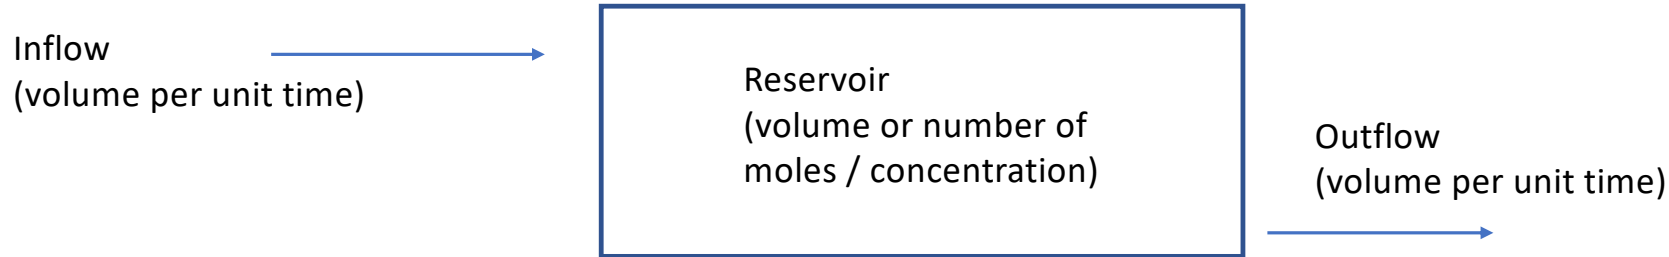 Inflow
(volume per unit time)
Reservoir
(volume or number of
moles / concentration)
Outflow
(volume per unit time)